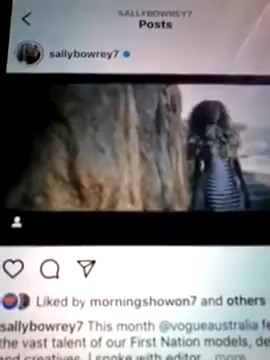 SALLYBOWREY7
Posts
sallybowrey7
Liked by morningshowon7 and others
sallybowrey7 This month @vogueaustralia fe
the vast talent of our First Nation models, de
and creatives. I spoke with editor... more